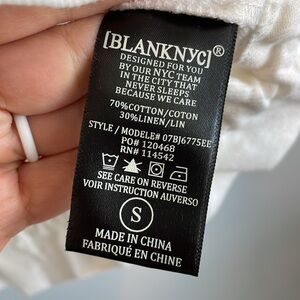 [BLANKNYC]®
DESIGNED FOR YOU
BY OUR NYC TEAM
IN THE CITY THAT
NEVER SLEEPS
BECAUSE WE CARE
70%COTTON/COTON
30%LINEN/LIN
STYLE / MODELE# 07BJ6775EE
PO# 120468
RN# 114542
SEE CARE ON REVERSE
VOIR INSTRUCTION AUVERSO
S
MADE IN CHINA
FABRIQUÉ EN CHINE